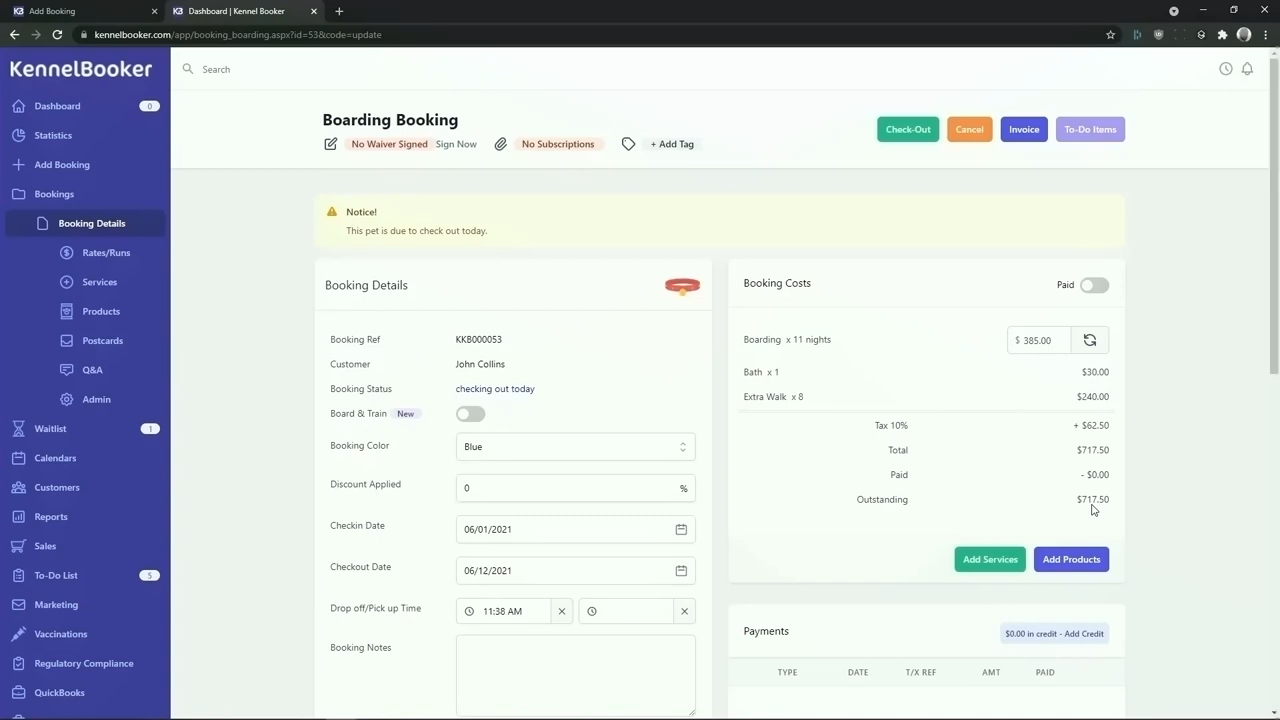 Add Booking
Dashboard | Kennel Booker
kennelbooker.com/app/booking_boarding.aspx?id=53&code=update
KennelBooker
Search
Dashboard 0
Statistics
Add Booking
Bookings
Booking Details
Rates/Runs
Services
Products
Postcards
Q&A
Admin
Waitlist 1
Calendars
Customers
Reports
Sales
To-Do List 5
Marketing
Vaccinations
Regulatory Compliance
QuickBooks
Boarding Booking
No Waiver Signed Sign Now No Subscriptions + Add Tag
Check-Out Cancel Invoice To-Do Items
Notice!
This pet is due to check out today.
Booking Details
Booking Ref KKB000053
Customer John Collins
Booking Status checking out today
Board & Train New
Booking Color Blue
Discount Applied 0 %
Checkin Date 06/01/2021
Checkout Date 06/12/2021
Drop off/Pick up Time 11:38 AM
Booking Notes
Booking Costs Paid
Boarding x 11 nights $ 385.00
Bath x 1 $30.00
Extra Walk x 8 $240.00
Tax 10% + $62.50
Total $717.50
Paid - $0.00
Outstanding $717.50
Add Services Add Products
Payments $0.00 in credit - Add Credit
TYPE DATE T/X REF AMT PAID